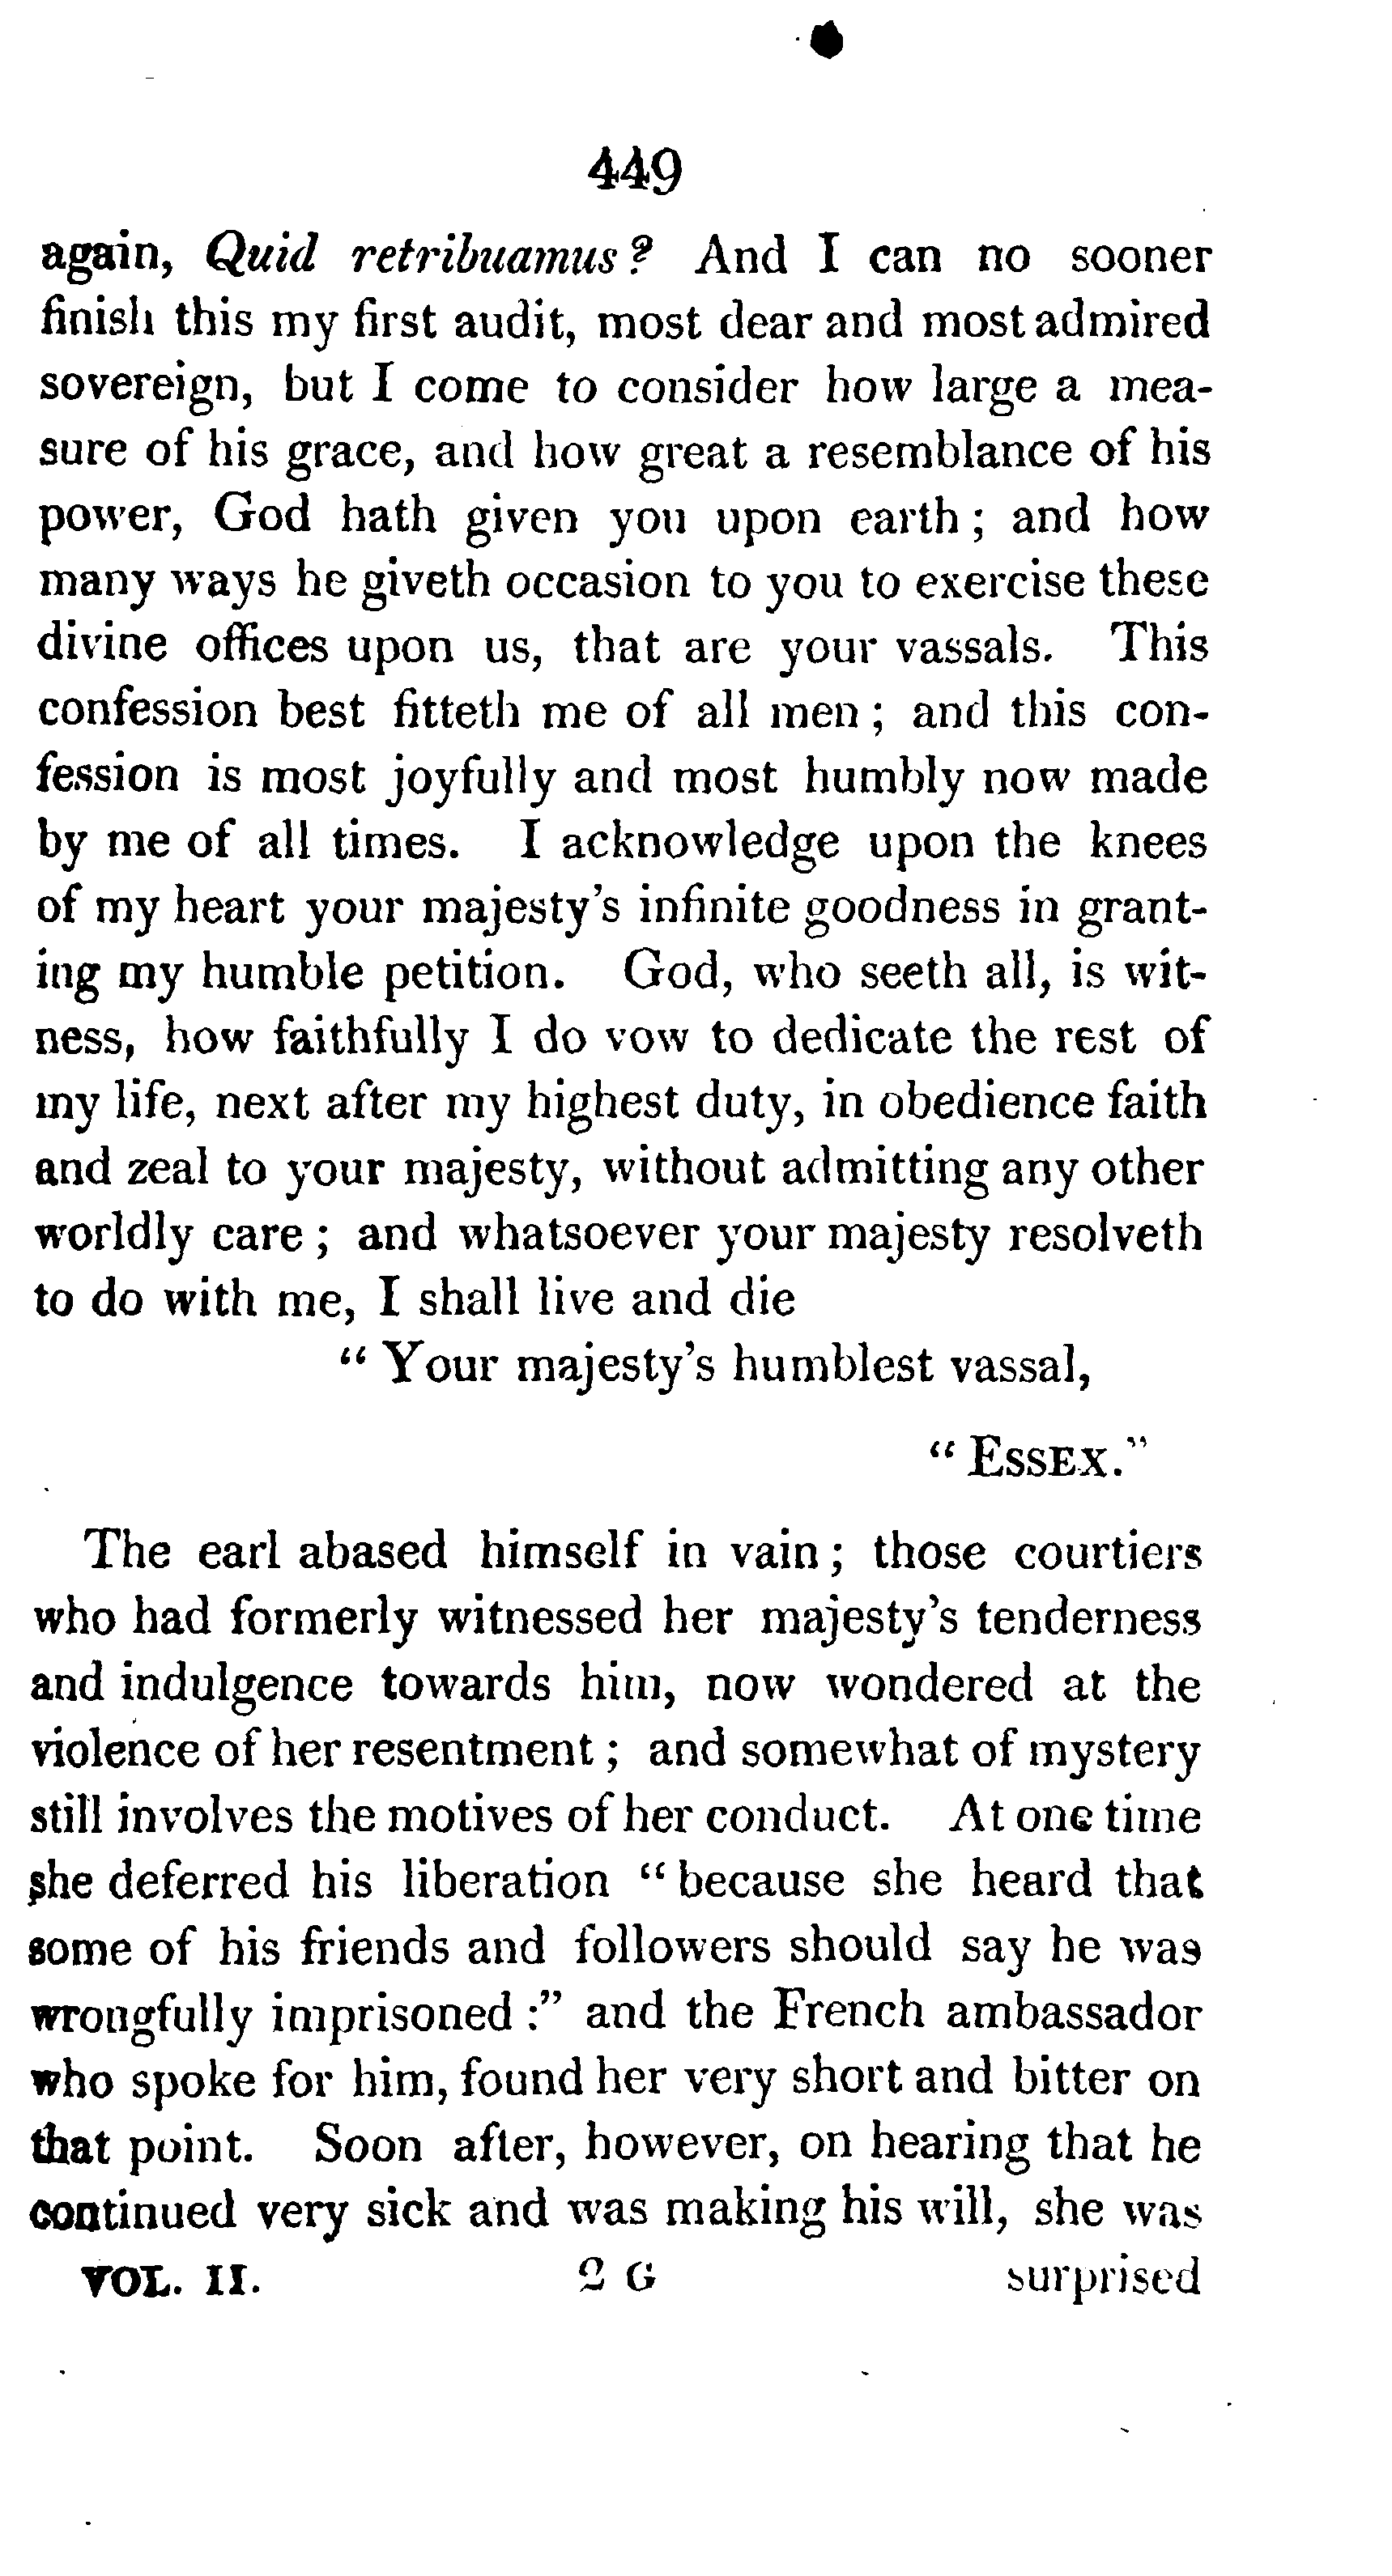 449
again, Quid retribuamus? And I can no sooner
finish this my first audit, most dear and most admired
sovereign, but I come to consider how large a mea-
sure of his grace, and how great a resemblance of his
power, God hath given you upon earth; and how
many ways he giveth occasion to you to exercise these
divine offices upon us, that are your vassals. This
confession best fitteth me of all men; and this con-
fession is most joyfully and most humbly now made
by me of all times. I acknowledge upon the knees
of my heart your majesty's infinite goodness in grant-
ing my humble petition. God, who seeth all, is wit-
ness, how faithfully I do vow to dedicate the rest of
my life, next after my highest duty, in obedience faith
and zeal to your majesty, without admitting any other
worldly care; and whatsoever your majesty resolveth
to do with me, I shall live and die
“Your majesty's humblest vassal,
“ESSEX.”
The earl abased himself in vain; those courtiers
who had formerly witnessed her majesty's tenderness
and indulgence towards him, now wondered at the
violence of her resentment; and somewhat of mystery
still involves the motives of her conduct. At one time
she deferred his liberation “because she heard that
some of his friends and followers should say he was
wrongfully imprisoned:” and the French ambassador
who spoke for him, found her very short and bitter on
that point. Soon after, however, on hearing that he
continued very sick and was making his will, she was
VOL. II. 2 G surprised